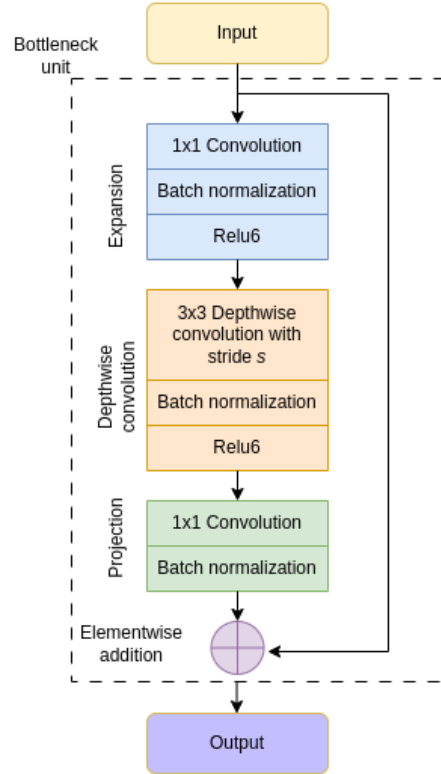 Input
Bottleneck
unit
1x1 Convolution
Batch normalization
Relu6
Expansion
3x3 Depthwise
convolution with
stride s
Batch normalization
Relu6
Depthwise
convolution
1x1 Convolution
Batch normalization
Projection
Elementwise
addition
Output